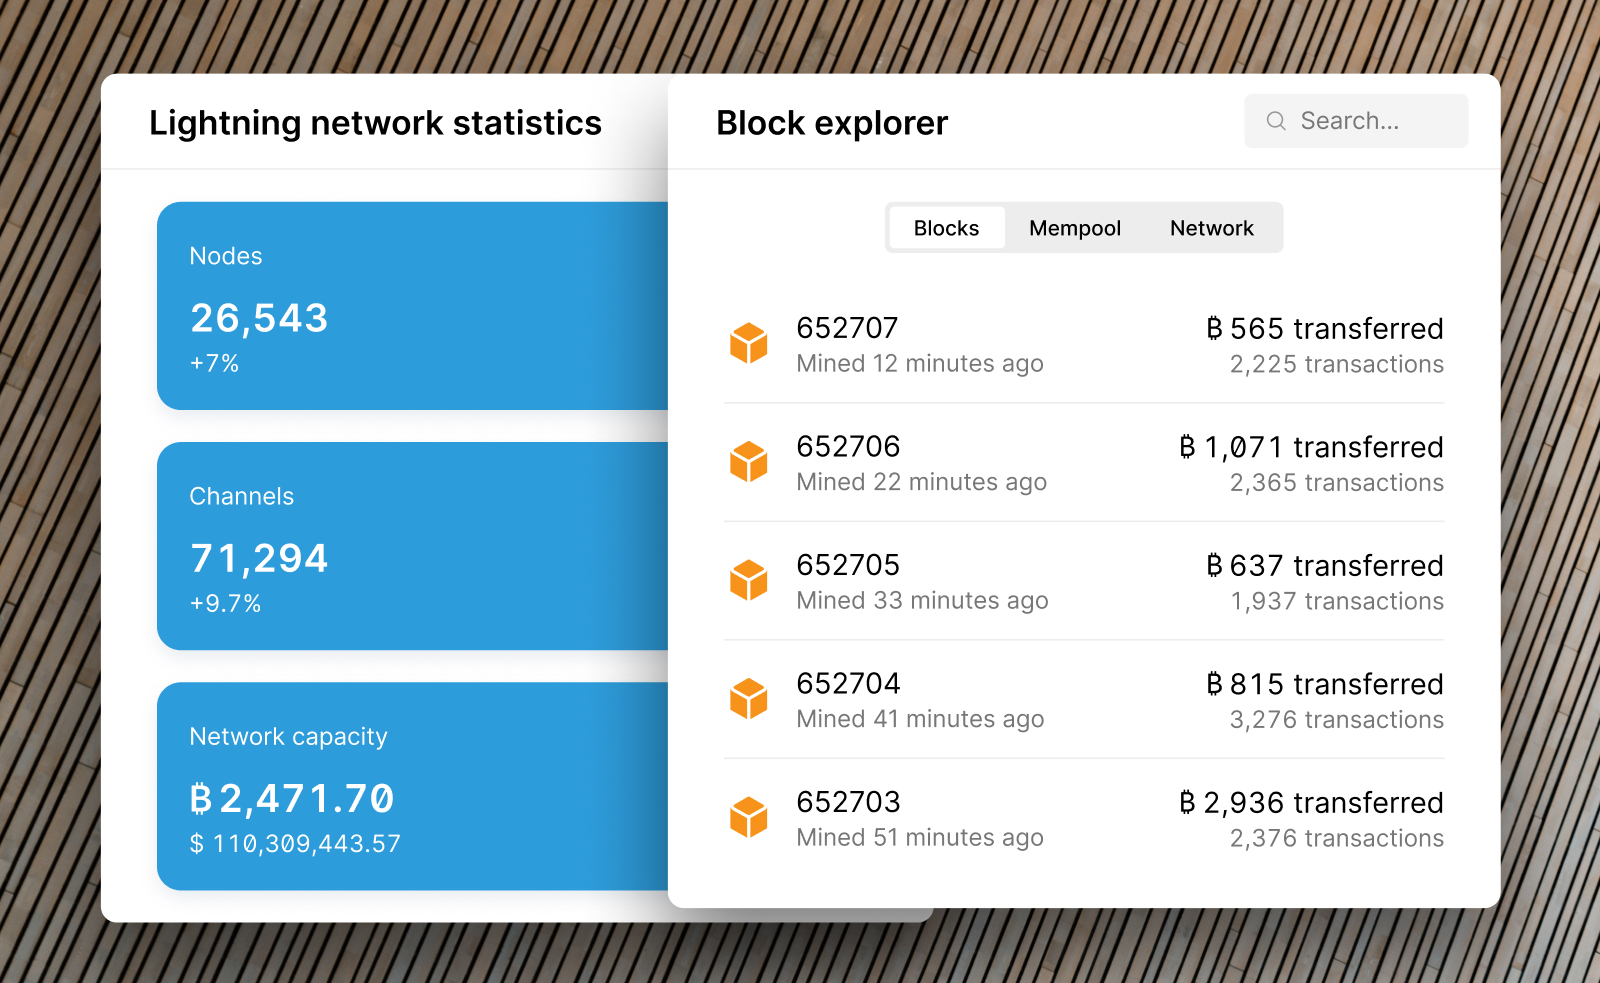 Lightning network statistics
Nodes
26,543
+7%
Channels
71,294
+9.7%
Network capacity
₿ 2,471.70
$ 110,309,443.57
Block explorer
Search...
Blocks
Mempool
Network
652707
Mined 12 minutes ago
₿ 565 transferred
2,225 transactions
652706
Mined 22 minutes ago
₿ 1,071 transferred
2,365 transactions
652705
Mined 33 minutes ago
₿ 637 transferred
1,937 transactions
652704
Mined 41 minutes ago
₿ 815 transferred
3,276 transactions
652703
Mined 51 minutes ago
₿ 2,936 transferred
2,376 transactions